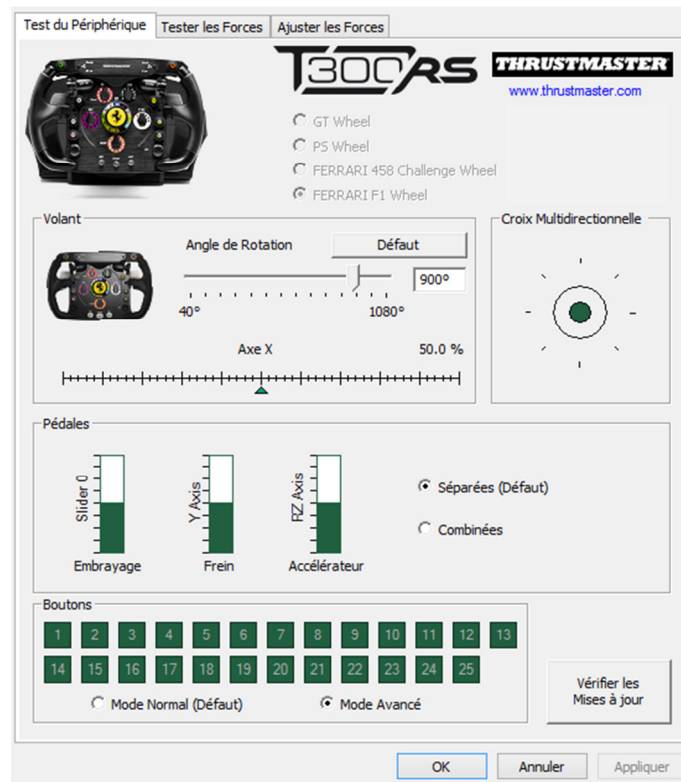 Test du Périphérique Tester les Forces Ajuster les Forces
T300RS THRUSTMASTER
www.thrustmaster.com
GT Wheel
PS Wheel
FERRARI 458 Challenge Wheel
FERRARI F1 Wheel
Volant
Angle de Rotation Défaut
900°
40° 1080°
Axe X 50.0 %
Croix Multidirectionnelle
Pédales
Slider 0 Y Axis RZ Axis
Séparées (Défaut)
Combinées
Embrayage Frein Accélérateur
Boutons
1 2 3 4 5 6 7 8 9 10 11 12 13
14 15 16 17 18 19 20 21 22 23 24 25
Mode Normal (Défaut) Mode Avancé
Vérifier les
Mises à jour
OK Annuler Appliquer